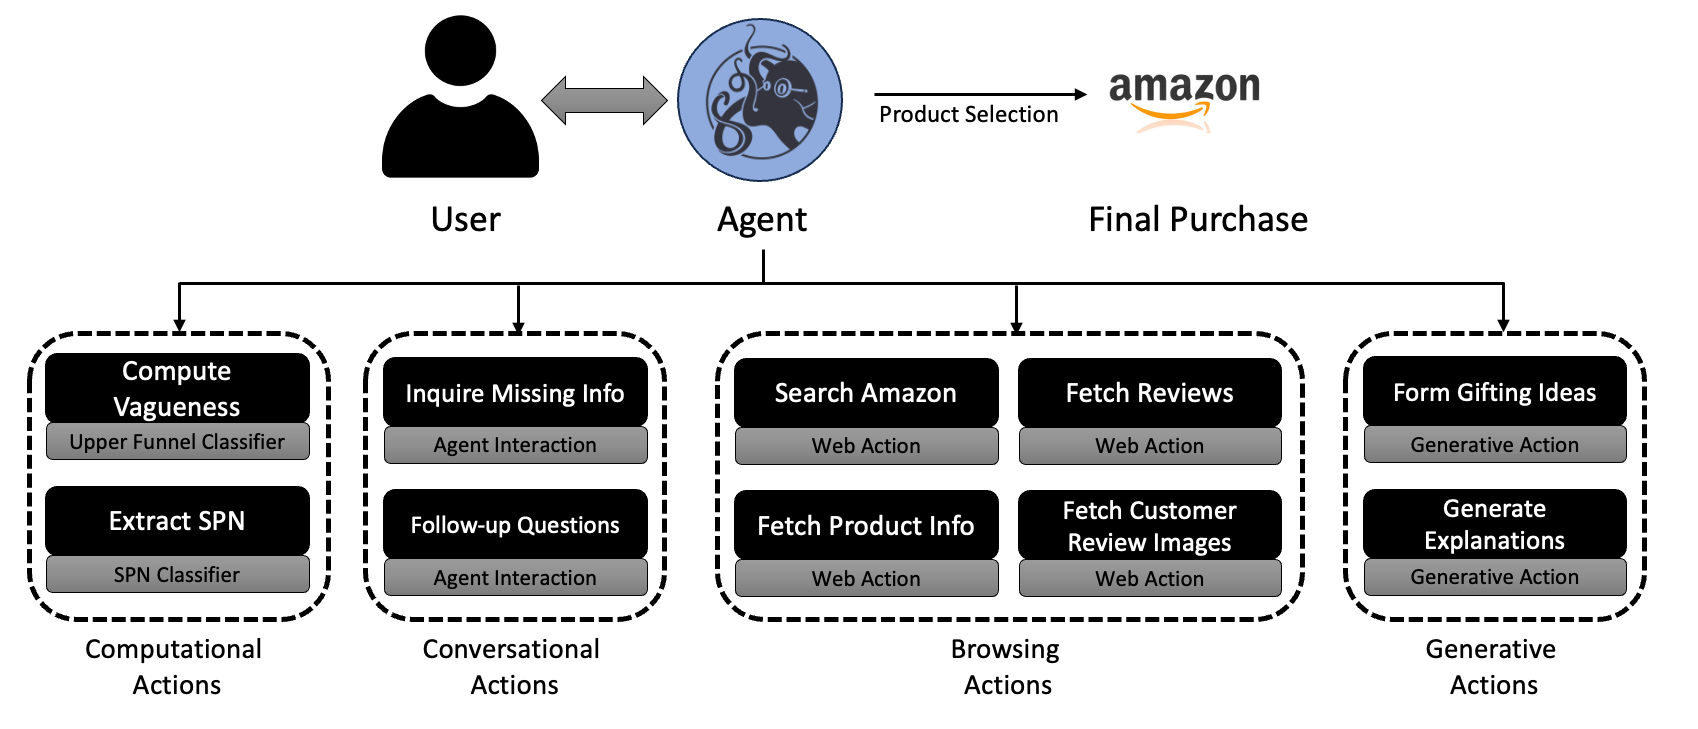 amazon
Product Selection
User
Agent
Final Purchase
Compute
Vagueness
Upper Funnel Classifier
Extract SPN
SPN Classifier
Computational
Actions
Inquire Missing Info
Agent Interaction
Follow-up Questions
Agent Interaction
Conversational
Actions
Search Amazon
Web Action
Fetch Reviews
Web Action
Fetch Product Info
Web Action
Fetch Customer
Review Images
Web Action
Browsing
Actions
Form Gifting Ideas
Generative Action
Generate
Explanations
Generative Action
Generative
Actions